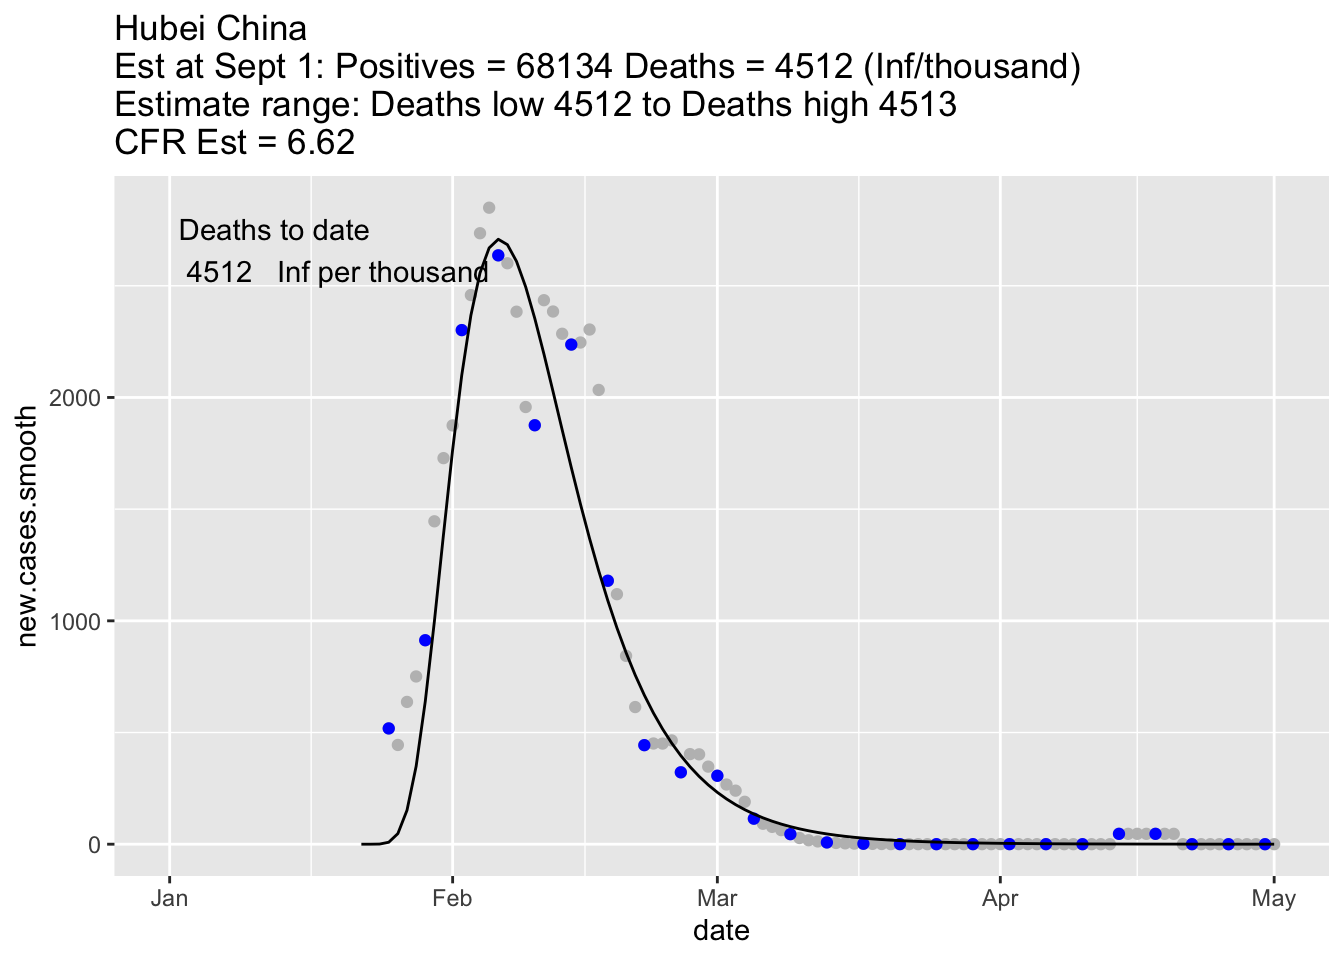 Hubei China
Est at Sept 1: Positives = 68134 Deaths = 4512 (Inf/thousand)
Estimate range: Deaths low 4512 to Deaths high 4513
CFR Est = 6.62
Deaths to date
4512 Inf per thousand
new.cases.smooth
2000
1000
0
Jan Feb Mar Apr May
date